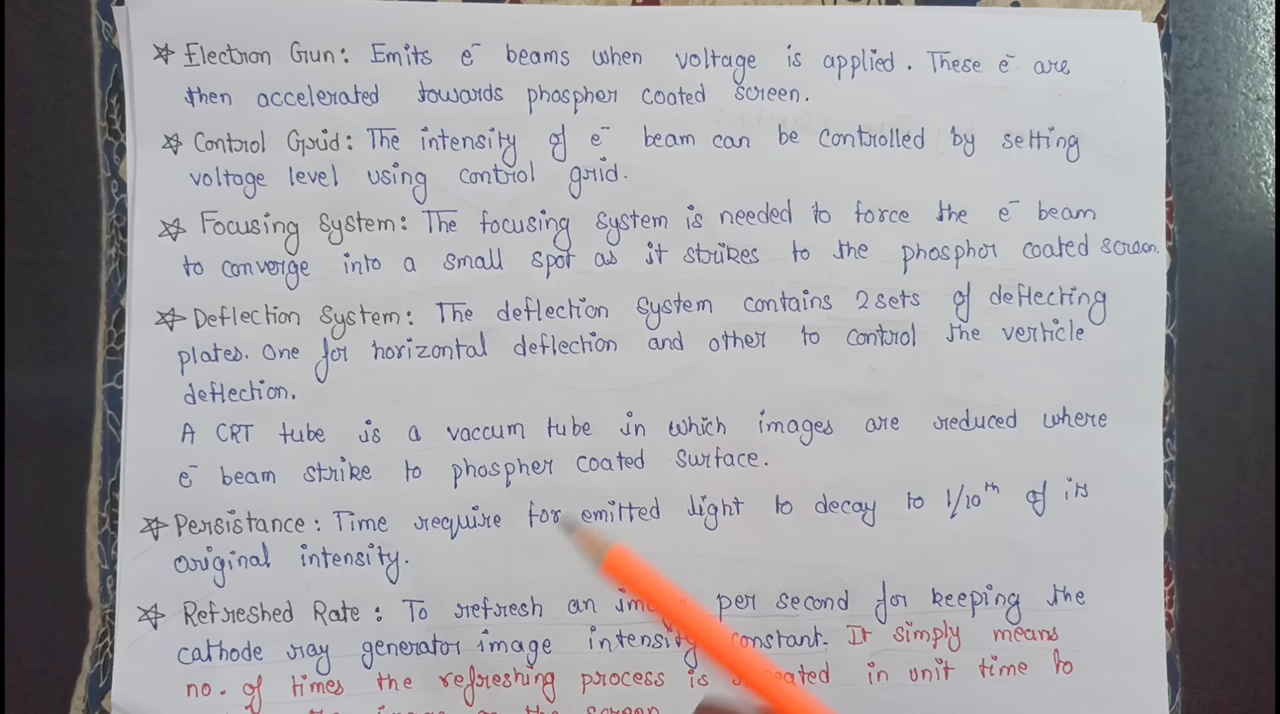 ☆ Electron Gun: Emits e⁻ beams when voltage is applied. These e⁻ are
then accelerated towards phospher coated screen.
☆ Control Grid: The intensity of e⁻ beam can be controlled by setting
voltage level using control grid.
☆ Focusing System: The focusing system is needed to force the e⁻ beam
to converge into a small spot as it strikes to the phosphor coated screen.
☆ Deflection System: The deflection system contains 2 sets of deflecting
plates. One for horizontal deflection and other to control the verticle
deflection.
A CRT tube is a vaccum tube in which images are reduced where
e⁻ beam strike to phospher coated surface.
☆ Persistance: Time require for emitted light to decay to 1/10th of its
original intensity.
☆ Refreshed Rate: To refresh an per second for keeping the
cathode ray generator image intensity constant. It simply means
no. of times the refreshing process is in unit time to
the image on the screen